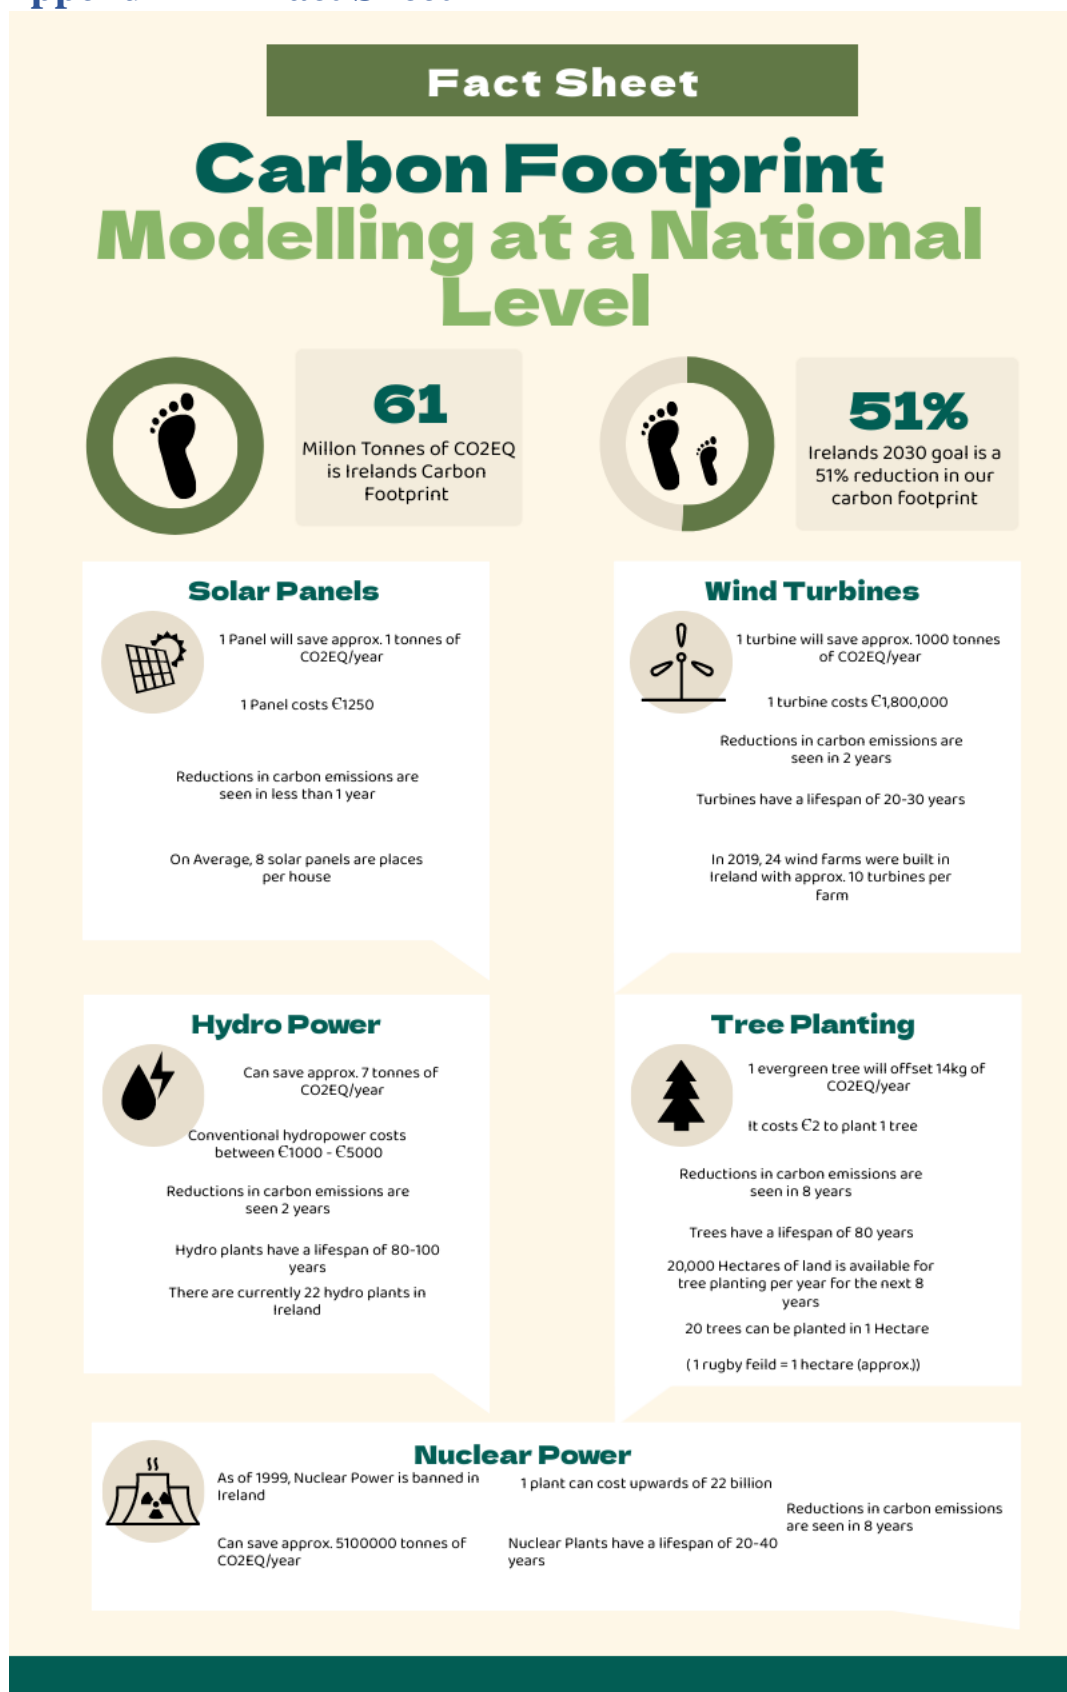 Fact Sheet
Carbon Footprint
Modelling at a National
Level
61
Millon Tonnes of CO2EQ
is Irelands Carbon
Footprint
51%
Irelands 2030 goal is a
51% reduction in our
carbon footprint
Solar Panels
1 Panel will save approx. 1 tonnes of
CO2EQ/year
1 Panel costs €1250
Reductions in carbon emissions are
seen in less than 1 year
On Average, 8 solar panels are places
per house
Wind Turbines
1 turbine will save approx. 1000 tonnes
of CO2EQ/year
1 turbine costs €1,800,000
Reductions in carbon emissions are
seen in 2 years
Turbines have a lifespan of 20-30 years
In 2019, 24 wind farms were built in
Ireland with approx. 10 turbines per
farm
Hydro Power
Can save approx. 7 tonnes of
CO2EQ/year
Conventional hydropower costs
between €1000 - €5000
Reductions in carbon emissions are
seen 2 years
Hydro plants have a lifespan of 80-100
years
There are currently 22 hydro plants in
Ireland
Tree Planting
1 evergreen tree will offset 14kg of
CO2EQ/year
It costs €2 to plant 1 tree
Reductions in carbon emissions are
seen in 8 years
Trees have a lifespan of 80 years
20,000 Hectares of land is available for
tree planting per year for the next 8
years
20 trees can be planted in 1 Hectare
( 1 rugby feild = 1 hectare (approx.))
Nuclear Power
As of 1999, Nuclear Power is banned in
Ireland
Can save approx. 5100000 tonnes of
CO2EQ/year
1 plant can cost upwards of 22 billion
Nuclear Plants have a lifespan of 20-40
years
Reductions in carbon emissions
are seen in 8 years